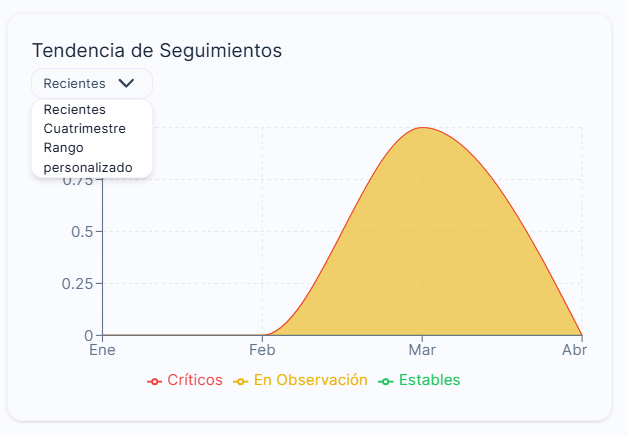 Tendencia de Seguimientos
Recientes
Recientes
Cuatrimestre
Rango
personalizado
0.75
0.5
0.25
0
Ene Feb Mar Abr
Críticos En Observación Estables